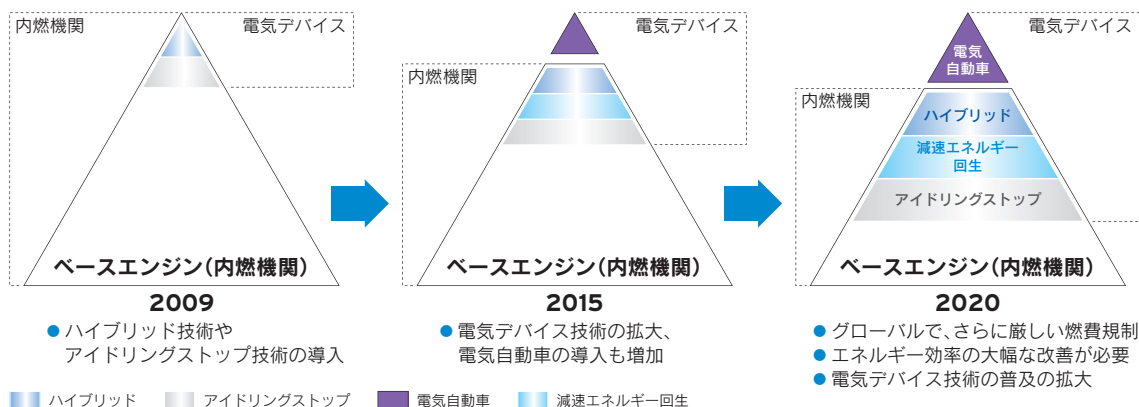 内燃機関
電気デバイス
ベースエンジン(内燃機関)
2009
● ハイブリッド技術や
アイドリングストップ技術の導入
内燃機関
電気デバイス
ベースエンジン(内燃機関)
2015
● 電気デバイス技術の拡大、
電気自動車の導入も増加
電気デバイス
電気
自動車
内燃機関
ハイブリッド
減速エネルギー
回生
アイドリングストップ
ベースエンジン(内燃機関)
2020
● グローバルで、さらに厳しい燃費規制
● エネルギー効率の大幅な改善が必要
● 電気デバイス技術の普及の拡大
ハイブリッド アイドリングストップ 電気自動車 減速エネルギー回生